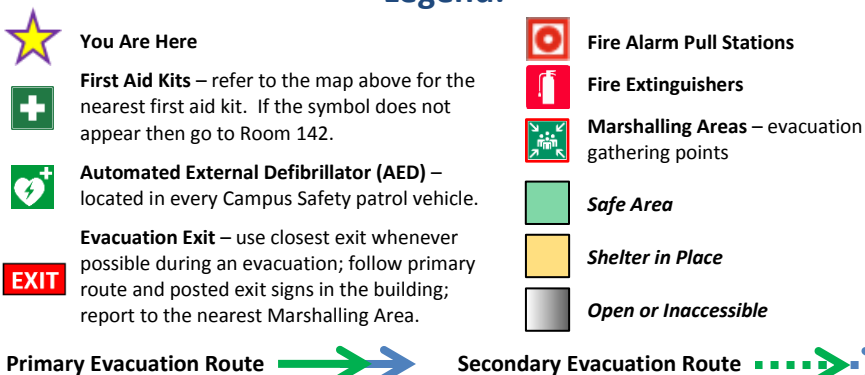 Legend:
You Are Here
First Aid Kits – refer to the map above for the
nearest first aid kit. If the symbol does not
appear then go to Room 142.
Automated External Defibrillator (AED) –
located in every Campus Safety patrol vehicle.
EXIT
Evacuation Exit – use closest exit whenever
possible during an evacuation; follow primary
route and posted exit signs in the building;
report to the nearest Marshalling Area.
Fire Alarm Pull Stations
Fire Extinguishers
Marshalling Areas – evacuation
gathering points
Safe Area
Shelter in Place
Open or Inaccessible
Primary Evacuation Route
Secondary Evacuation Route